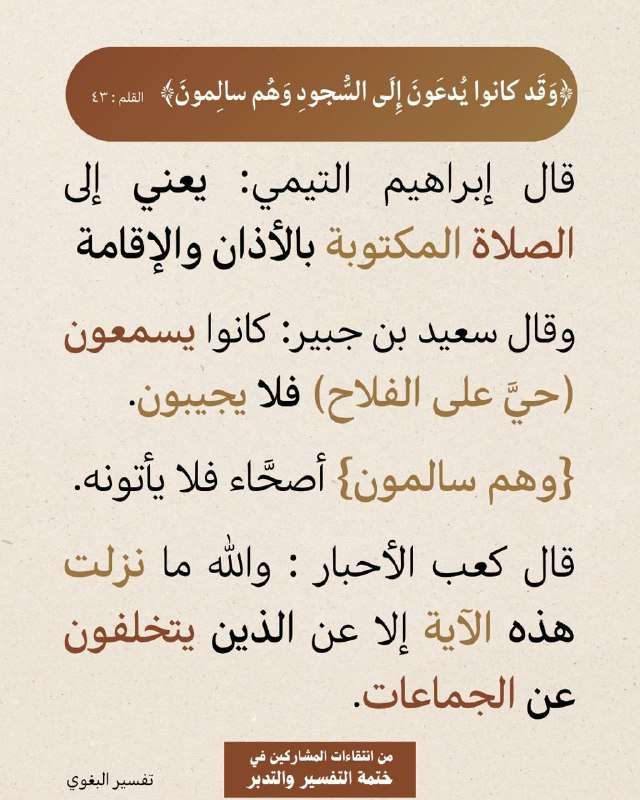 ﴿وَقَد كانوا يُدعَونَ إِلَى السُّجودِ وَهُم سالِمونَ﴾ القلم : ٤٣
قال إبراهيم التيمي: يعني إلى
الصلاة المكتوبة بالأذان والإقامة
وقال سعيد بن جبير: كانوا يسمعون
(حيَّ على الفلاح) فلا يجيبون.
{وهم سالمون} أصحَّاء فلا يأتونه.
قال كعب الأحبار : والله ما نزلت
هذه الآية إلا عن الذين يتخلفون
عن الجماعات.
من انتقاءات المشاركين في
ختمة التفسير والتدبر
تفسير البغوي